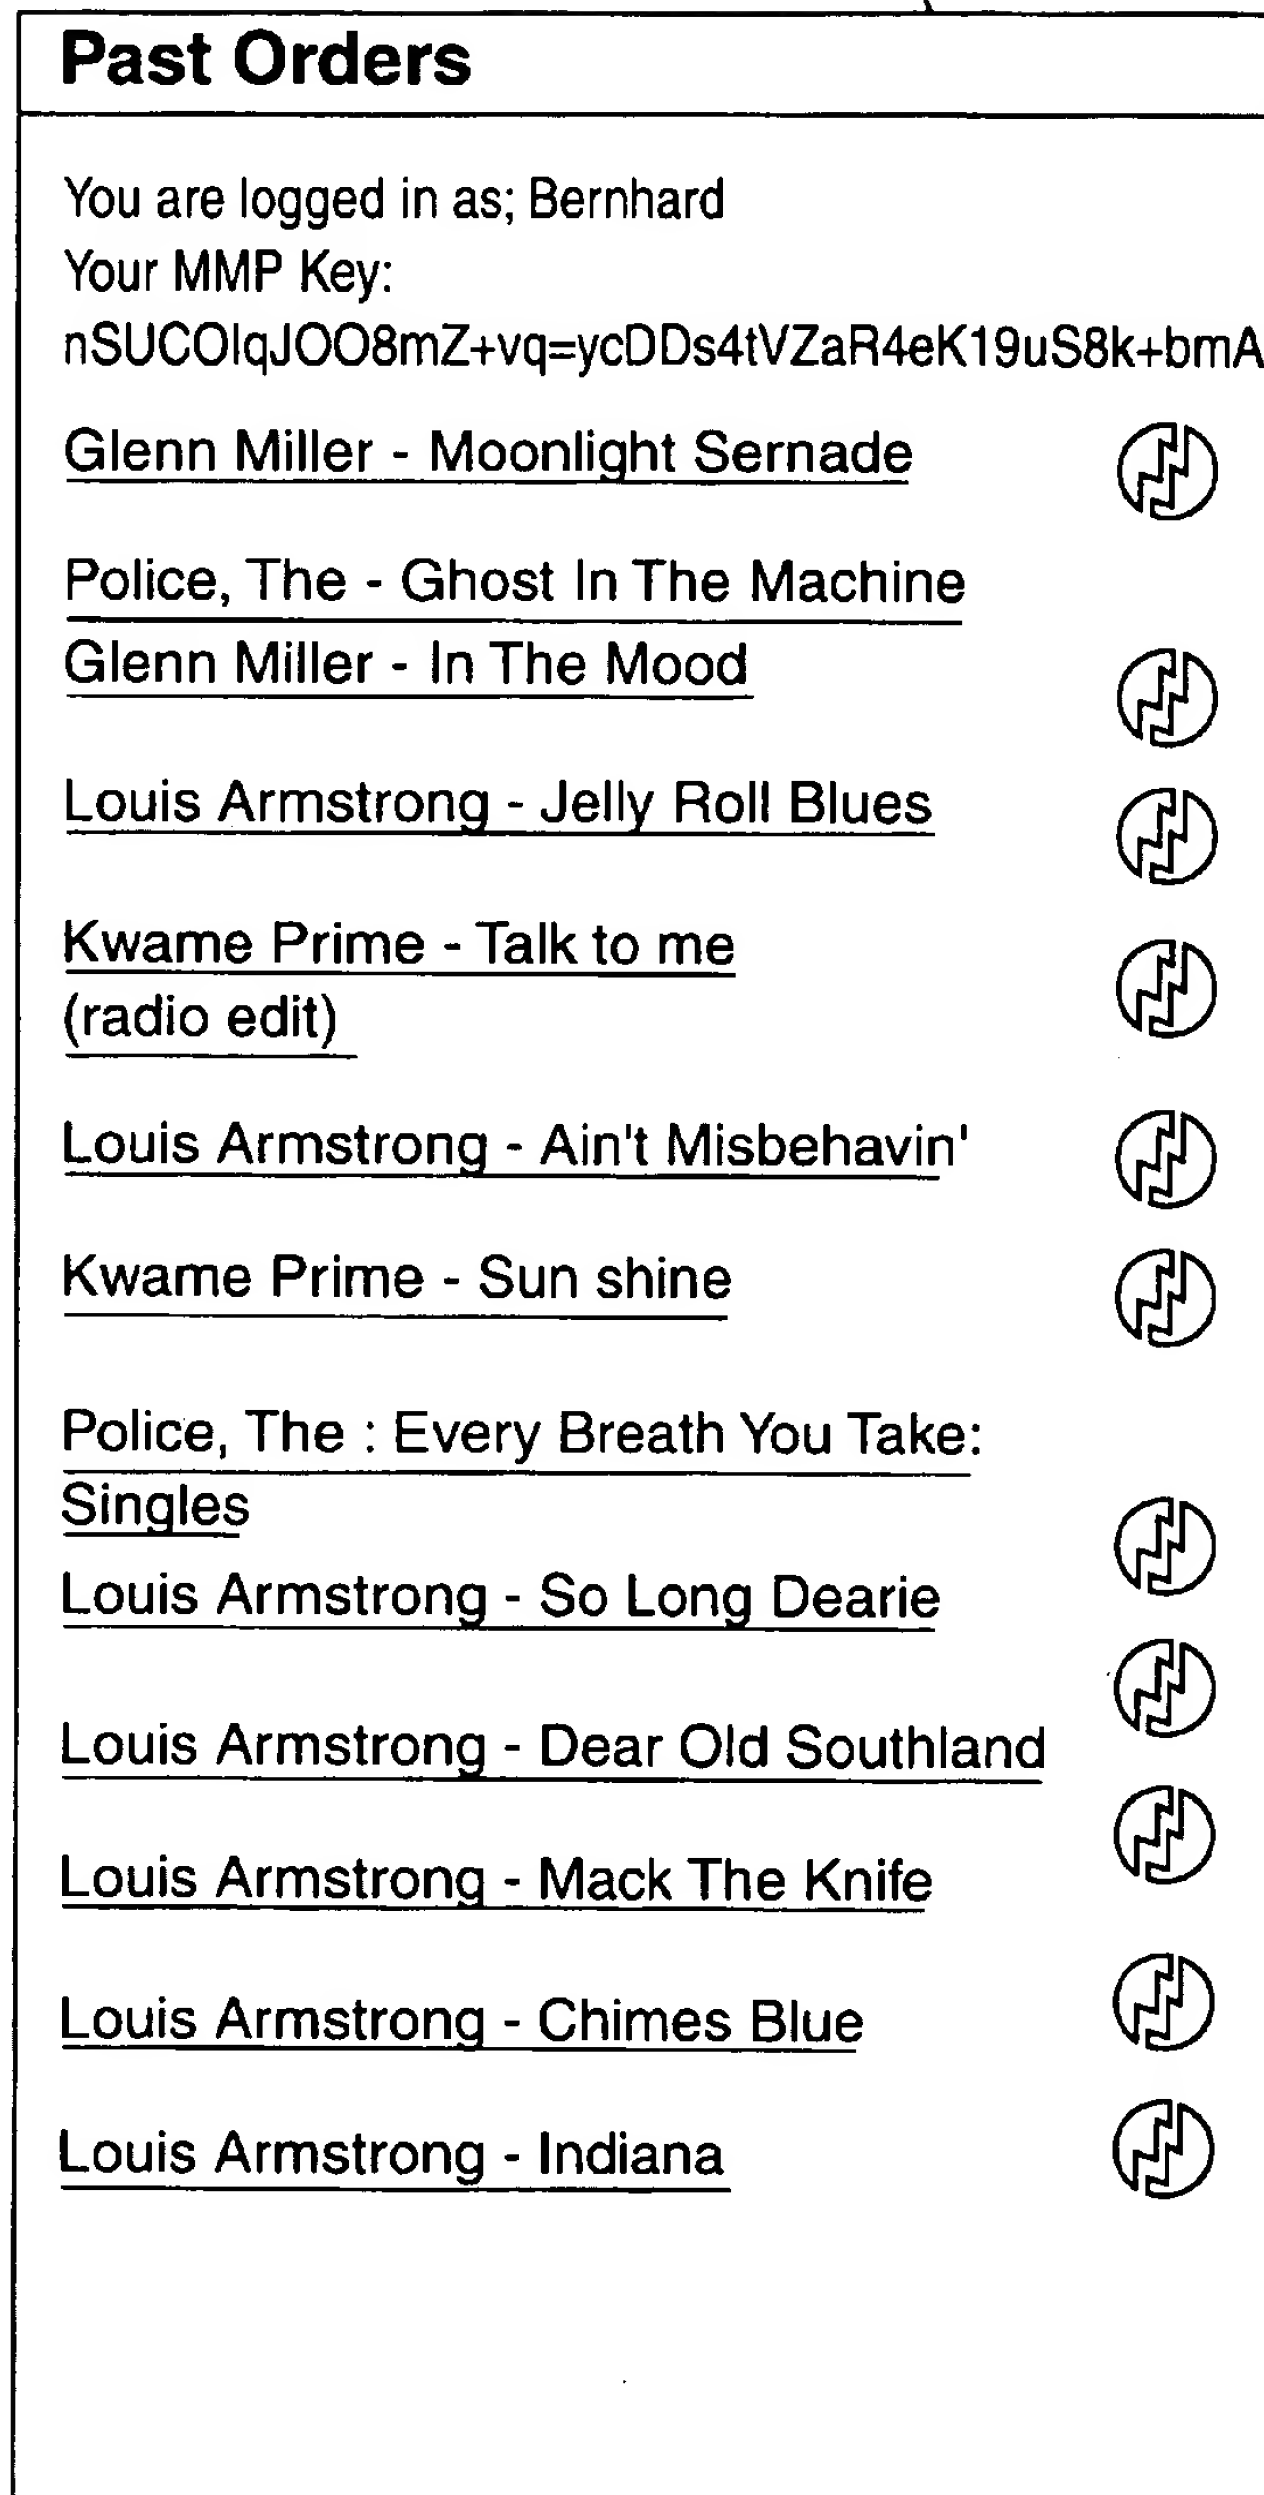 Past Orders
You are logged in as; Bernhard
Your MMP Key:
nSUCOIqJOO8mZ+vq=ycDDs4tVZaR4eK19uS8k+bmA
Glenn Miller - Moonlight Sernade
Police, The - Ghost In The Machine
Glenn Miller - In The Mood
Louis Armstrong - Jelly Roll Blues
Kwame Prime - Talk to me
(radio edit)
Louis Armstrong - Ain't Misbehavin'
Kwame Prime - Sun shine
Police, The : Every Breath You Take:
Singles
Louis Armstrong - So Long Dearie
Louis Armstrong - Dear Old Southland
Louis Armstrong - Mack The Knife
Louis Armstrong - Chimes Blue
Louis Armstrong - Indiana